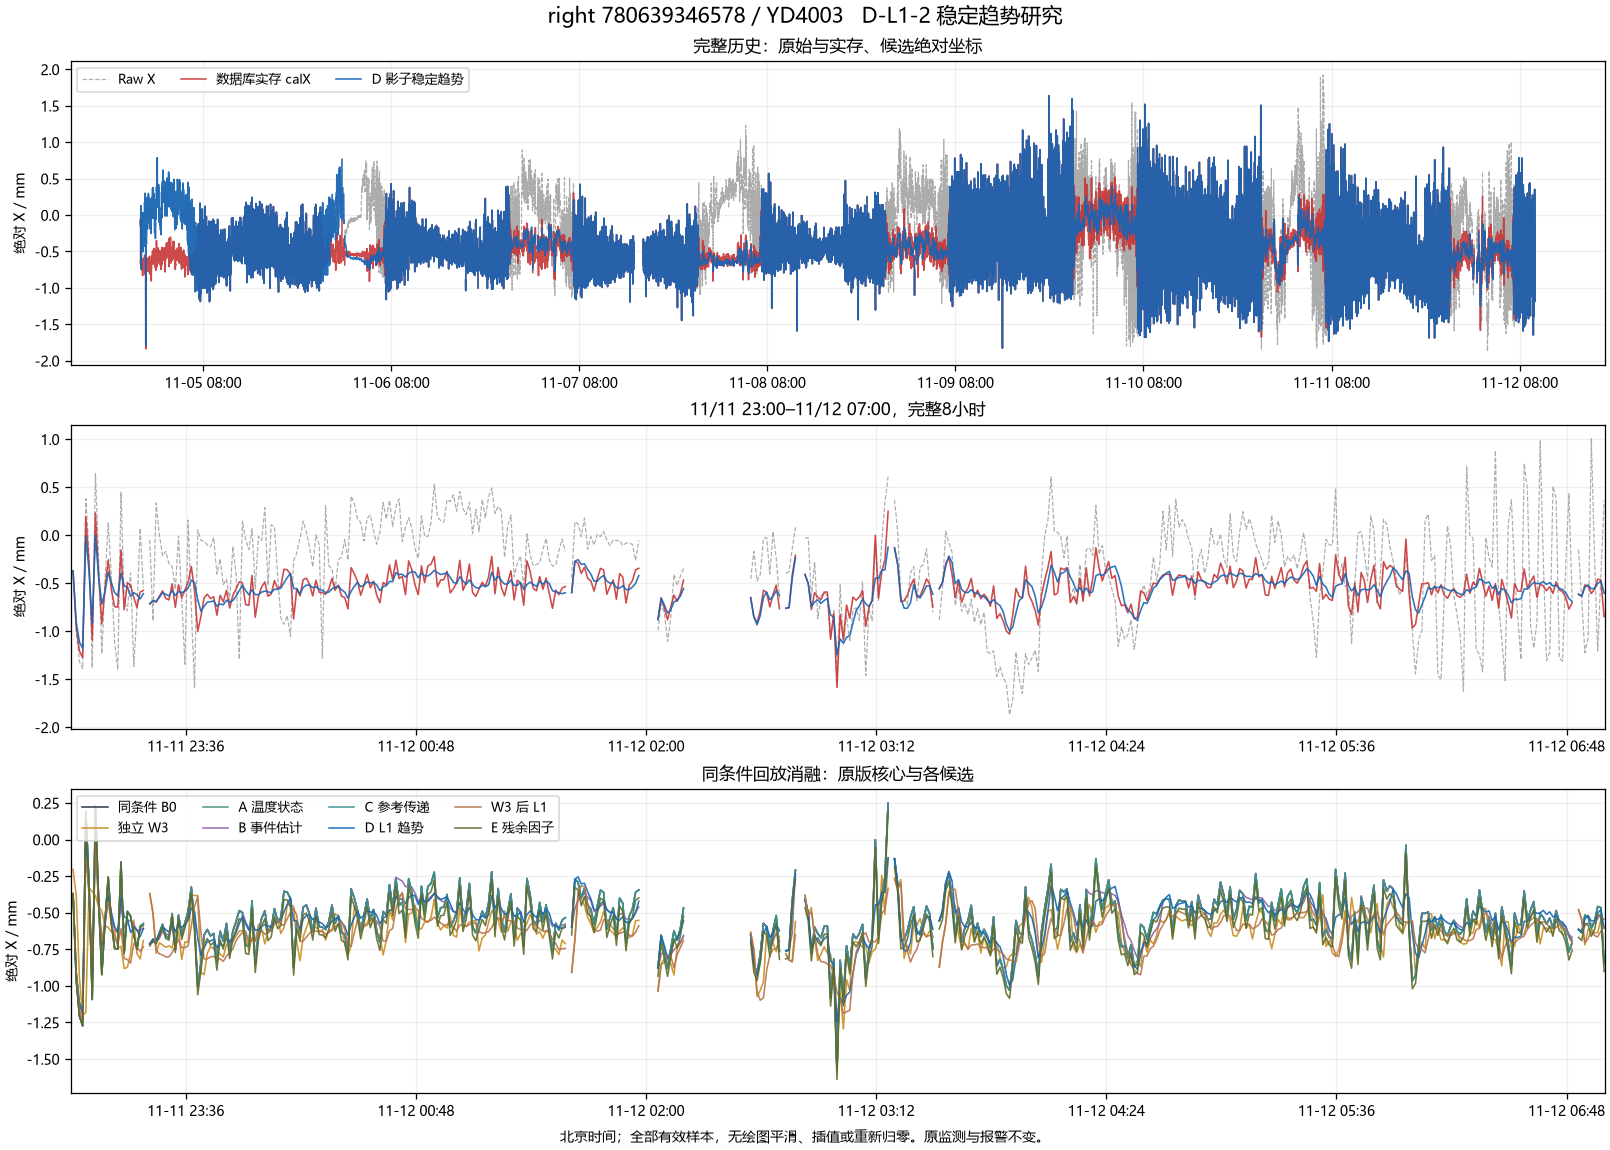 right 780639346578 / YD4003   D-L1-2 稳定趋势研究
完整历史：原始与实存、候选绝对坐标
Raw X
数据库实存 calX
D 影子稳定趋势
绝对 X / mm
2.0
1.5
1.0
0.5
0.0
-0.5
-1.0
-1.5
-2.0
11-05 08:00
11-06 08:00
11-07 08:00
11-08 08:00
11-09 08:00
11-10 08:00
11-11 08:00
11-12 08:00
11/11 23:00–11/12 07:00，完整8小时
绝对 X / mm
1.0
0.5
0.0
-0.5
-1.0
-1.5
-2.0
11-11 23:36
11-12 00:48
11-12 02:00
11-12 03:12
11-12 04:24
11-12 05:36
11-12 06:48
同条件回放消融：原版核心与各候选
同条件 B0
独立 W3
A 温度状态
B 事件估计
C 参考传递
D L1 趋势
W3 后 L1
E 残余因子
绝对 X / mm
0.25
0.00
-0.25
-0.50
-0.75
-1.00
-1.25
-1.50
11-11 23:36
11-12 00:48
11-12 02:00
11-12 03:12
11-12 04:24
11-12 05:36
11-12 06:48
北京时间；全部有效样本，无绘图平滑、插值或重新归零。原监测与报警不变。